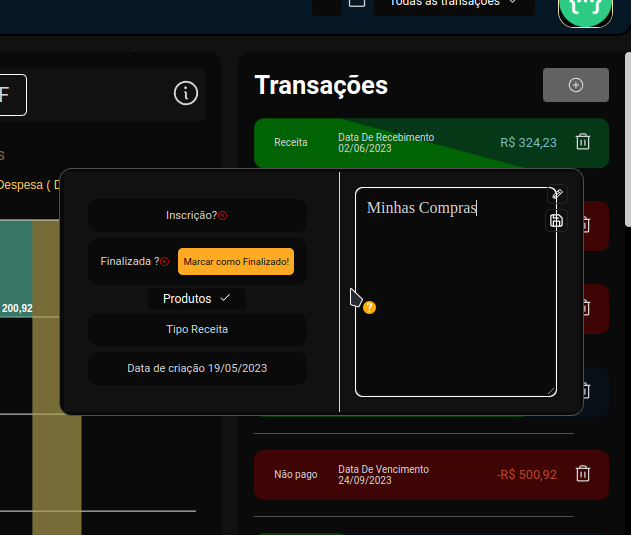 Todas as transações
F
Transações
S
Despesa ( D
Receita
Data De Recebimento
02/06/2023
R$ 324,23
Inscrição?
Finalizada ?
Marcar como Finalizado!
Produtos
Tipo Receita
Data de criação 19/05/2023
Minhas Compras
?
200,92
Não pago
Data De Vencimento
24/09/2023
-R$ 500,92